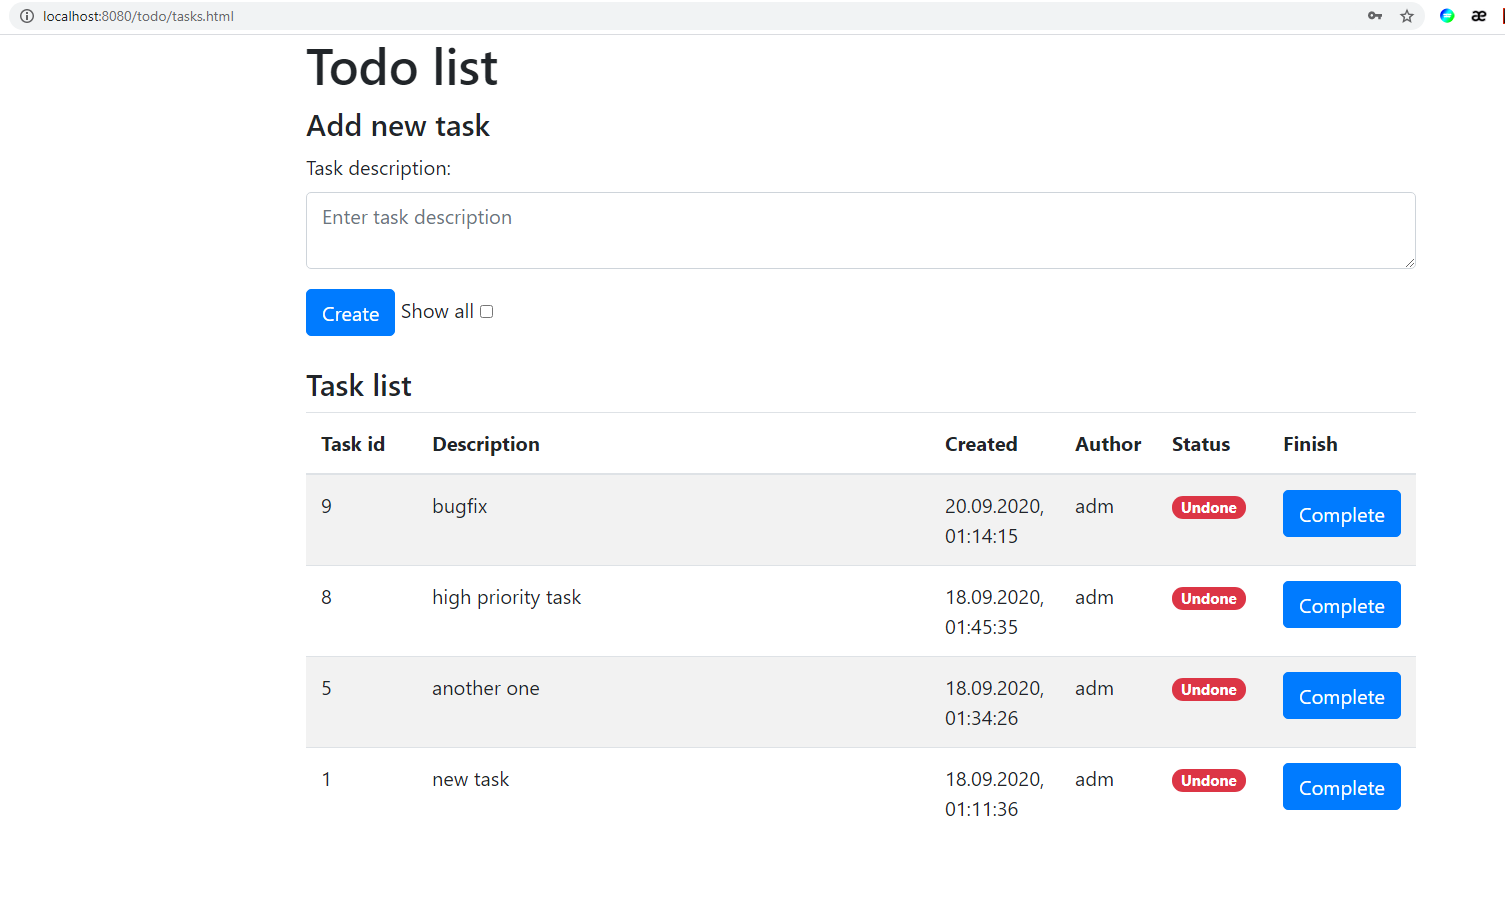 localhost:8080/todo/tasks.html
æ
Todo list
Add new task
Task description:
Enter task description
Create Show all
Task list
Task id Description Created Author Status Finish
9 bugfix 20.09.2020, adm Undone Complete
01:14:15
8 high priority task 18.09.2020, adm Undone Complete
01:45:35
5 another one 18.09.2020, adm Undone Complete
01:34:26
1 new task 18.09.2020, adm Undone Complete
01:11:36